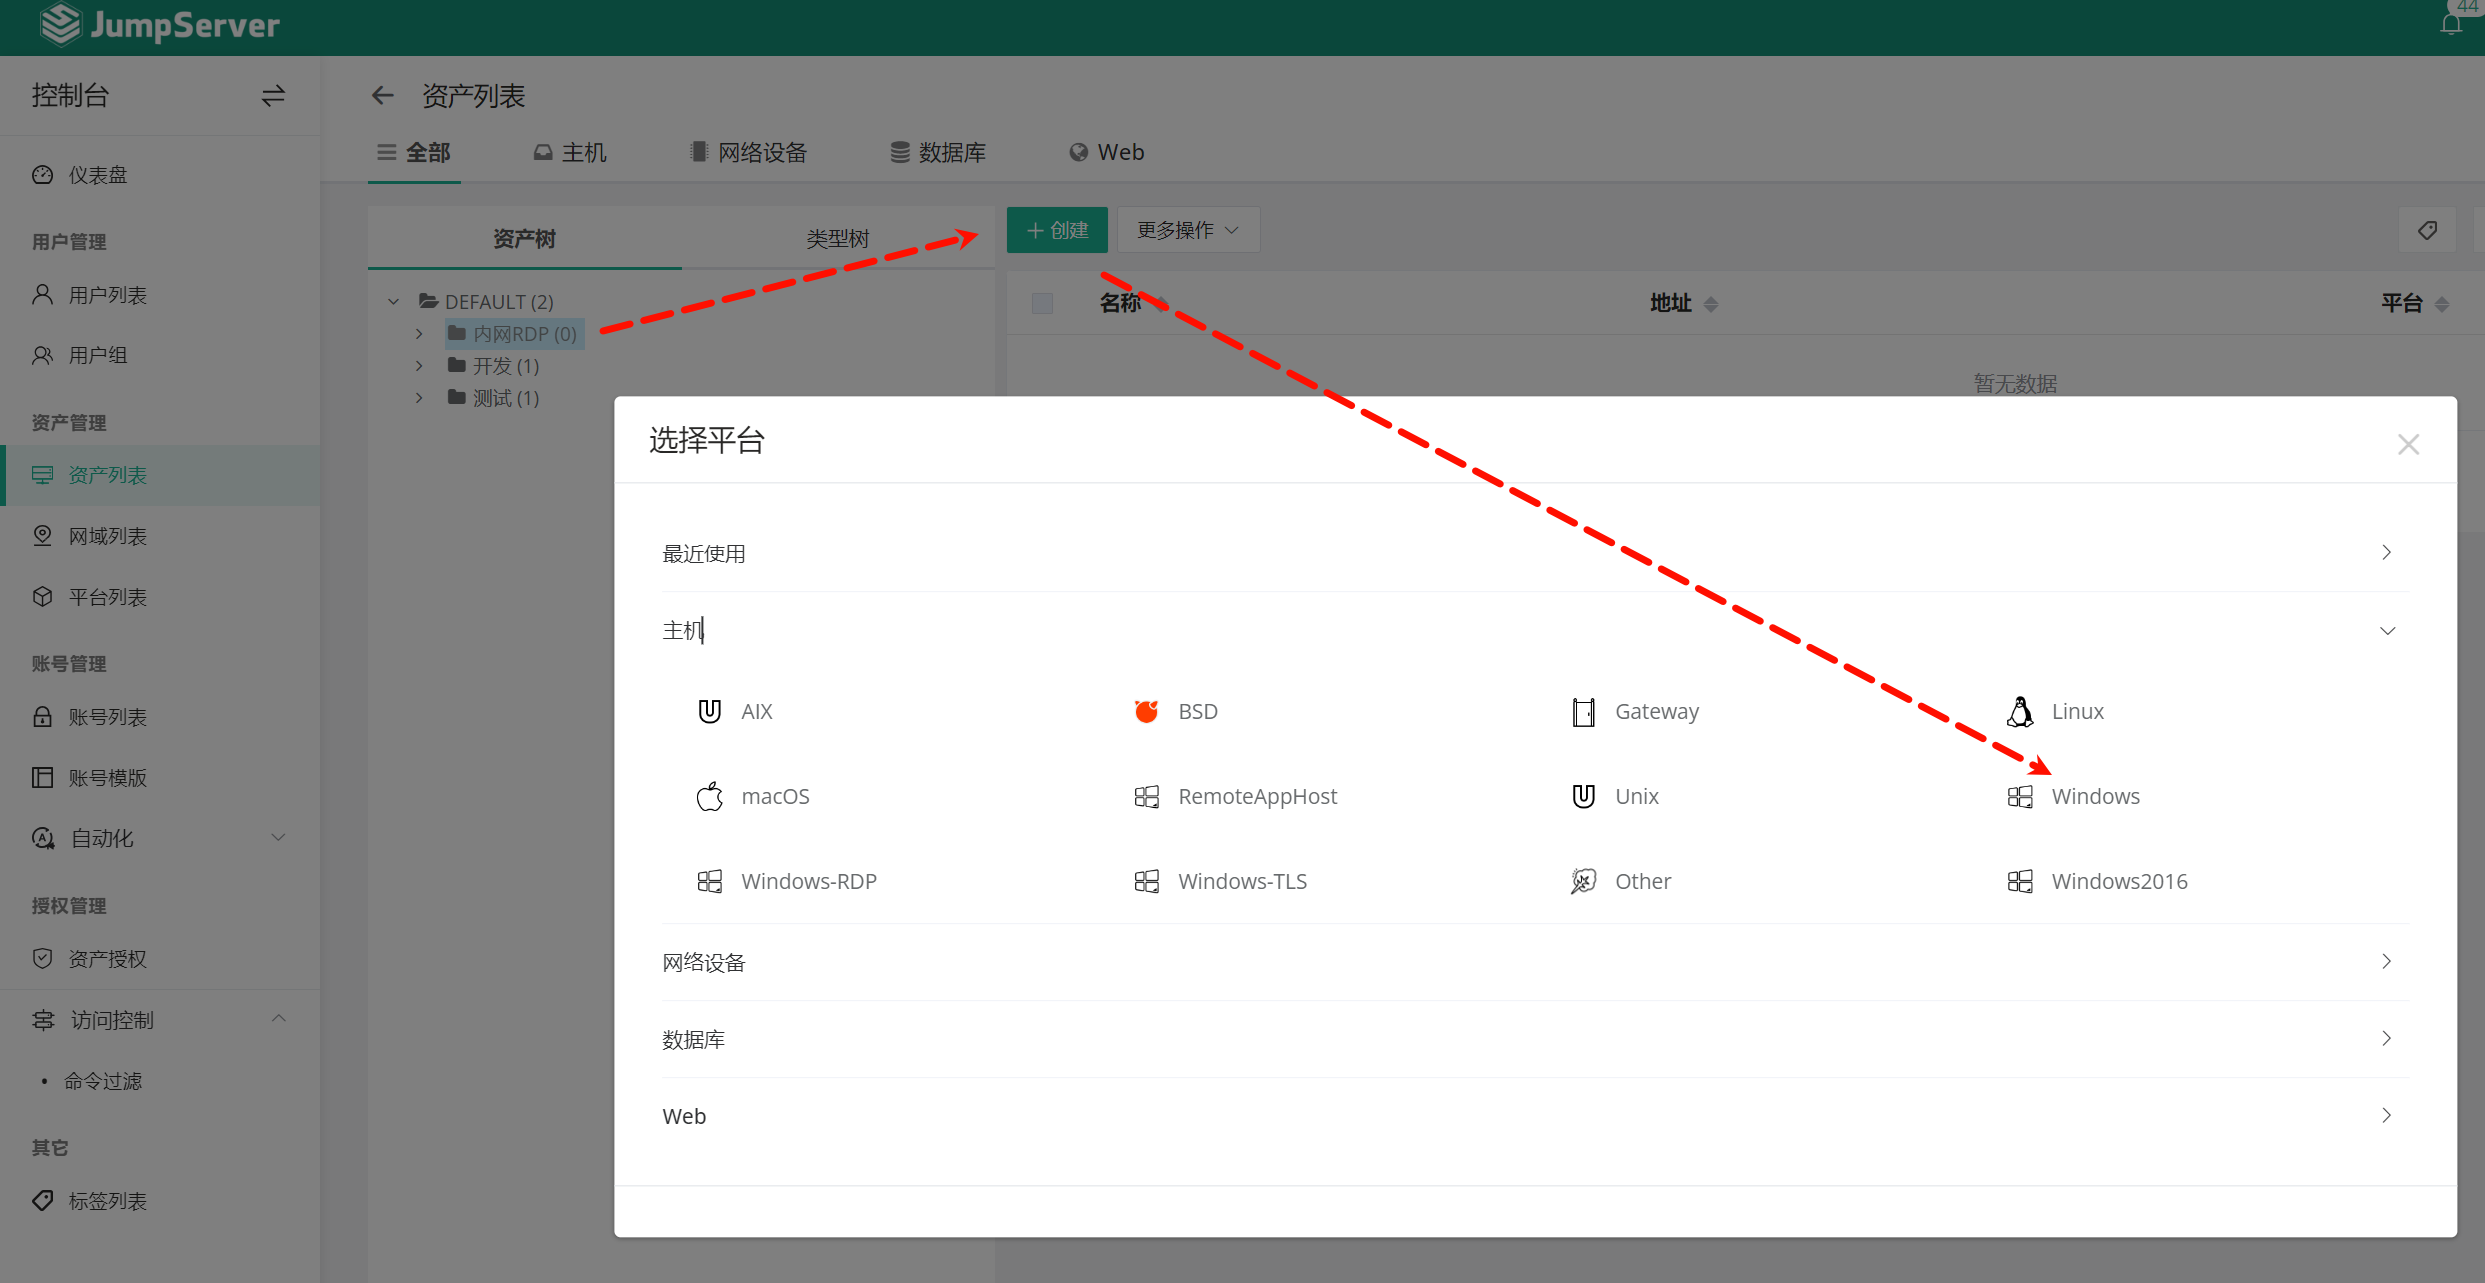 JumpServer
44
控制台
资产列表
全部
主机
网络设备
数据库
Web
仪表盘
用户管理
用户列表
用户组
资产管理
资产列表
网域列表
平台列表
账号管理
账号列表
账号模版
自动化
授权管理
资产授权
访问控制
命令过滤
其它
标签列表
资产树
类型树
DEFAULT (2)
内网RDP (0)
开发 (1)
测试 (1)
创建
更多操作
名称
地址
平台
暂无数据
选择平台
最近使用
主机
AIX
BSD
Gateway
Linux
macOS
RemoteAppHost
Unix
Windows
Windows-RDP
Windows-TLS
Other
Windows2016
网络设备
数据库
Web